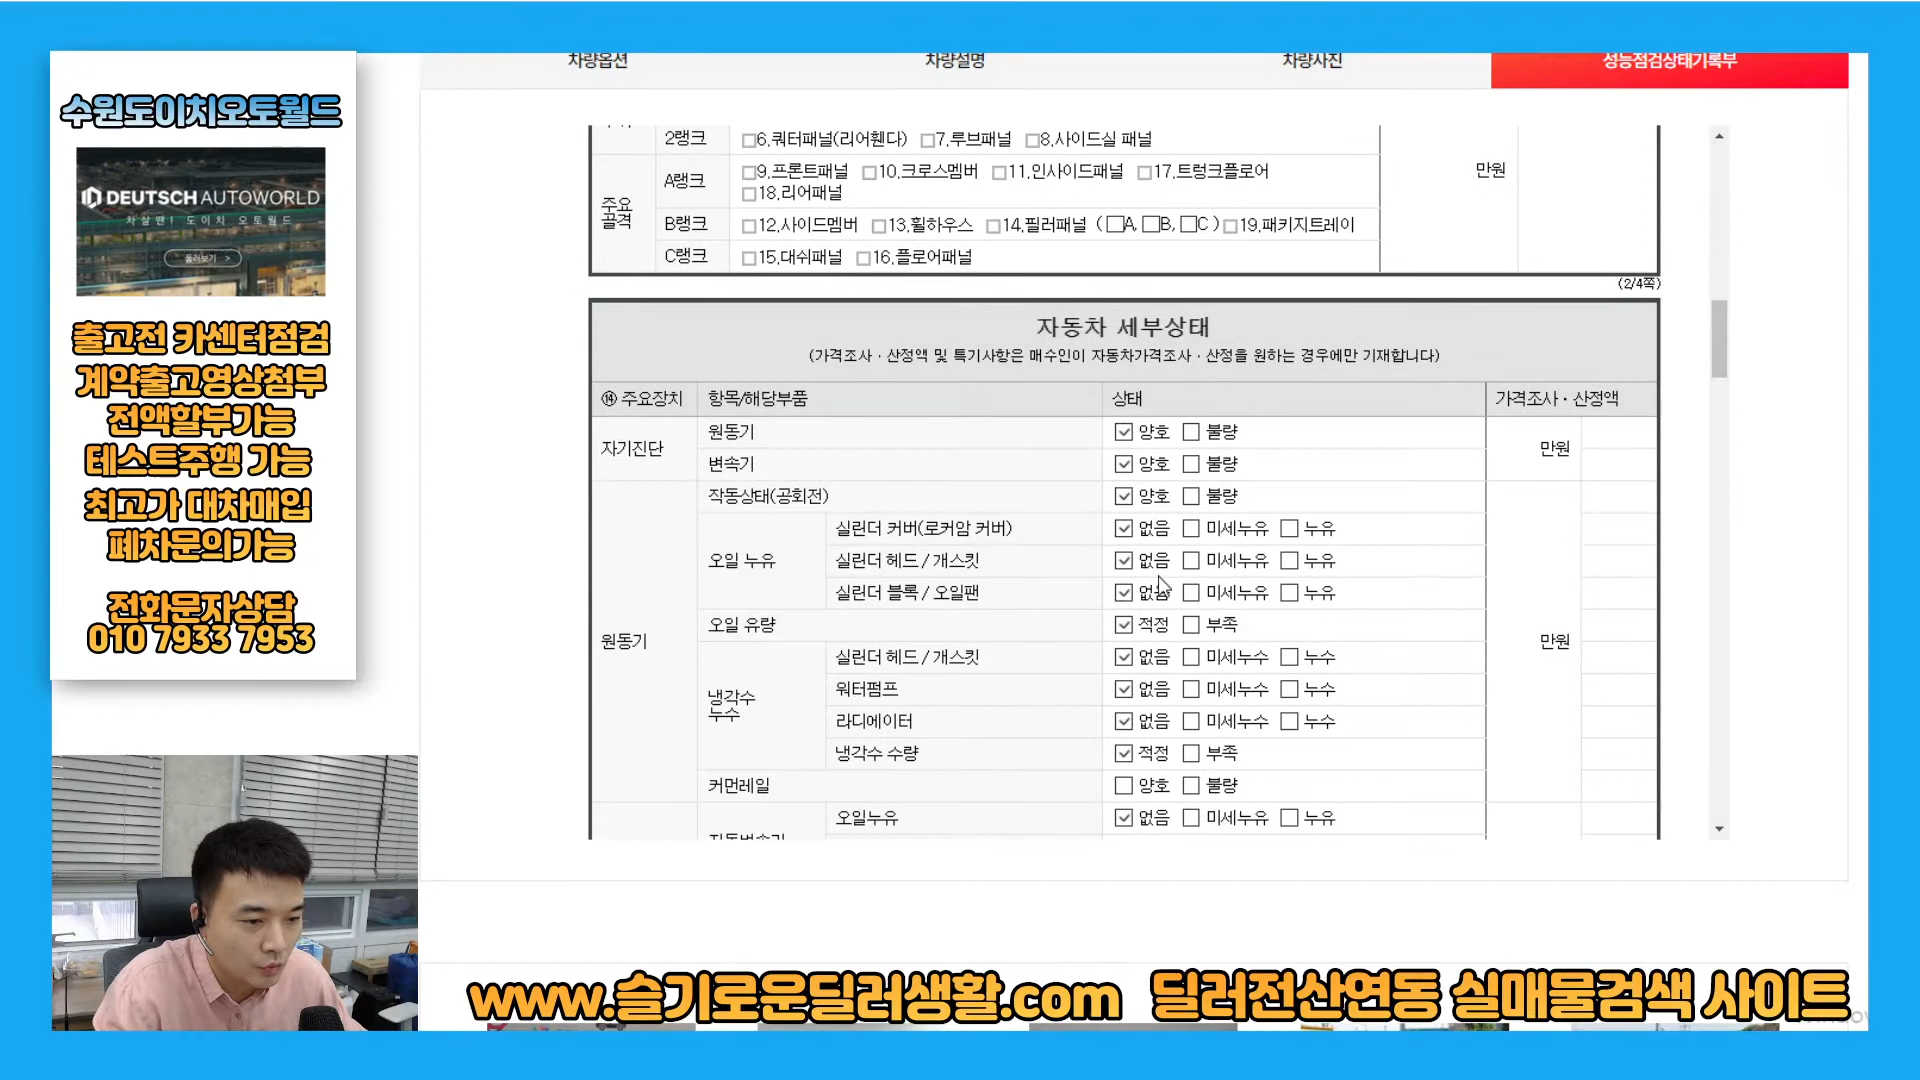 차량옵션 차량설명 차량사진 성능점검상태기록부
수원도이치오토월드
DEUTSCH AUTOWORLD
차살땐! 도이치 오토월드
둘러보기 >
출고전 카센터점검
계약출고영상첨부
전액할부가능
테스트주행 가능
최고가 대차매입
폐차문의가능
전화문자상담
010 7933 7953
2랭크 6.쿼터패널(리어휀다) 7.루브패널 8.사이드실 패널
주요골격
A랭크 9.프론트패널 10.크로스멤버 11.인사이드패널 17.트렁크플로어
18.리어패널
만원
B랭크 12.사이드멤버 13.휠하우스 14.필러패널 (A, B, C) 19.패키지트레이
C랭크 15.대쉬패널 16.플로어패널
(2/4쪽)
자동차 세부상태
(가격조사·산정액 및 특기사항은 매수인이 자동차가격조사·산정을 원하는 경우에만 기재합니다)
⑭ 주요장치 항목/해당부품 상태 가격조사·산정액
자기진단 원동기 양호 불량 만원
변속기 양호 불량
원동기 작동상태(공회전) 양호 불량 만원
오일 누유 실린더 커버(로커암 커버) 없음 미세누유 누유
실린더 헤드 / 개스킷 없음 미세누유 누유
실린더 블록 / 오일팬 없음 미세누유 누유
오일 유량 적정 부족
냉각수 누수 실린더 헤드 / 개스킷 없음 미세누수 누수
워터펌프 없음 미세누수 누수
라디에이터 없음 미세누수 누수
냉각수 수량 적정 부족
커먼레일 양호 불량
오일누유 없음 미세누유 누유
www.슬기로운딜러생활.com 딜러전산연동 실매물검색 사이트